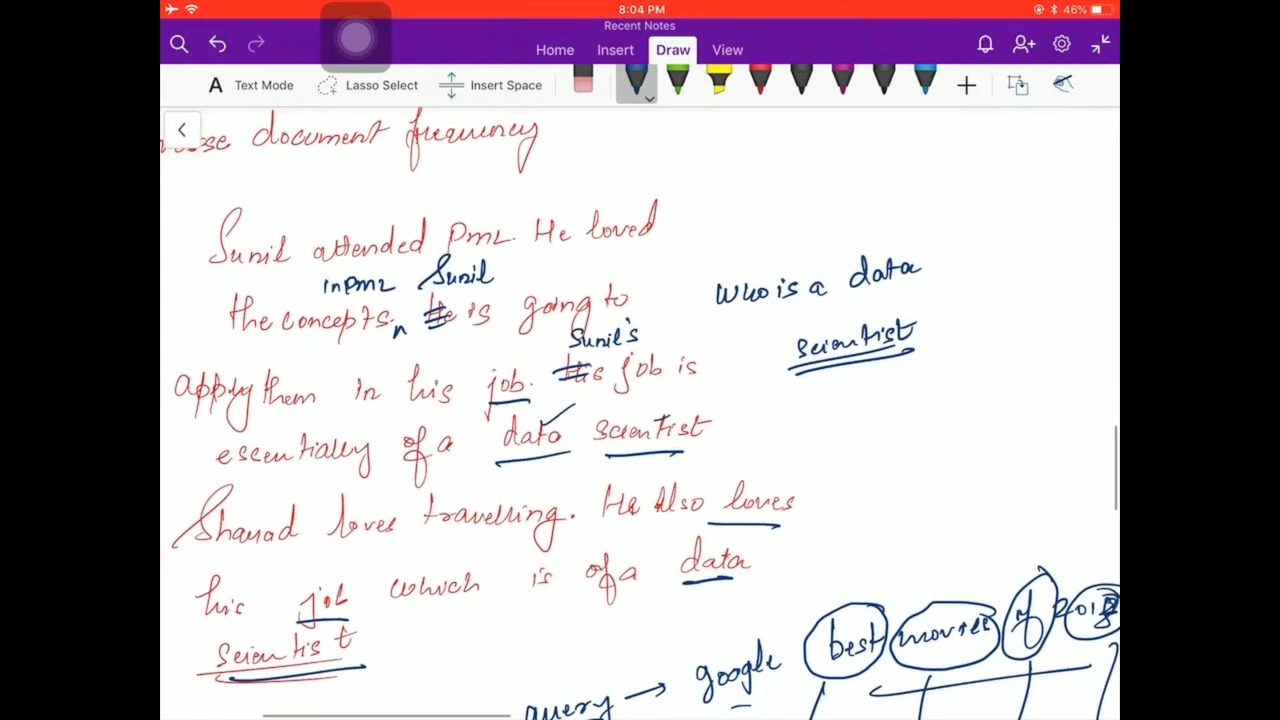 8:04 PM
46%
Recent Notes
Home Insert Draw View
Text Mode Lasso Select Insert Space
document frequency
Sunil attended PML. He loved
in PML Sunil
the concepts. He is going to
Sunil's
apply them in his job. His job is
essentially of a data scientist
Sharad loves travelling. He Also loves
his job which is of a data
scientist
who is a data
scientist
query → google best movies of